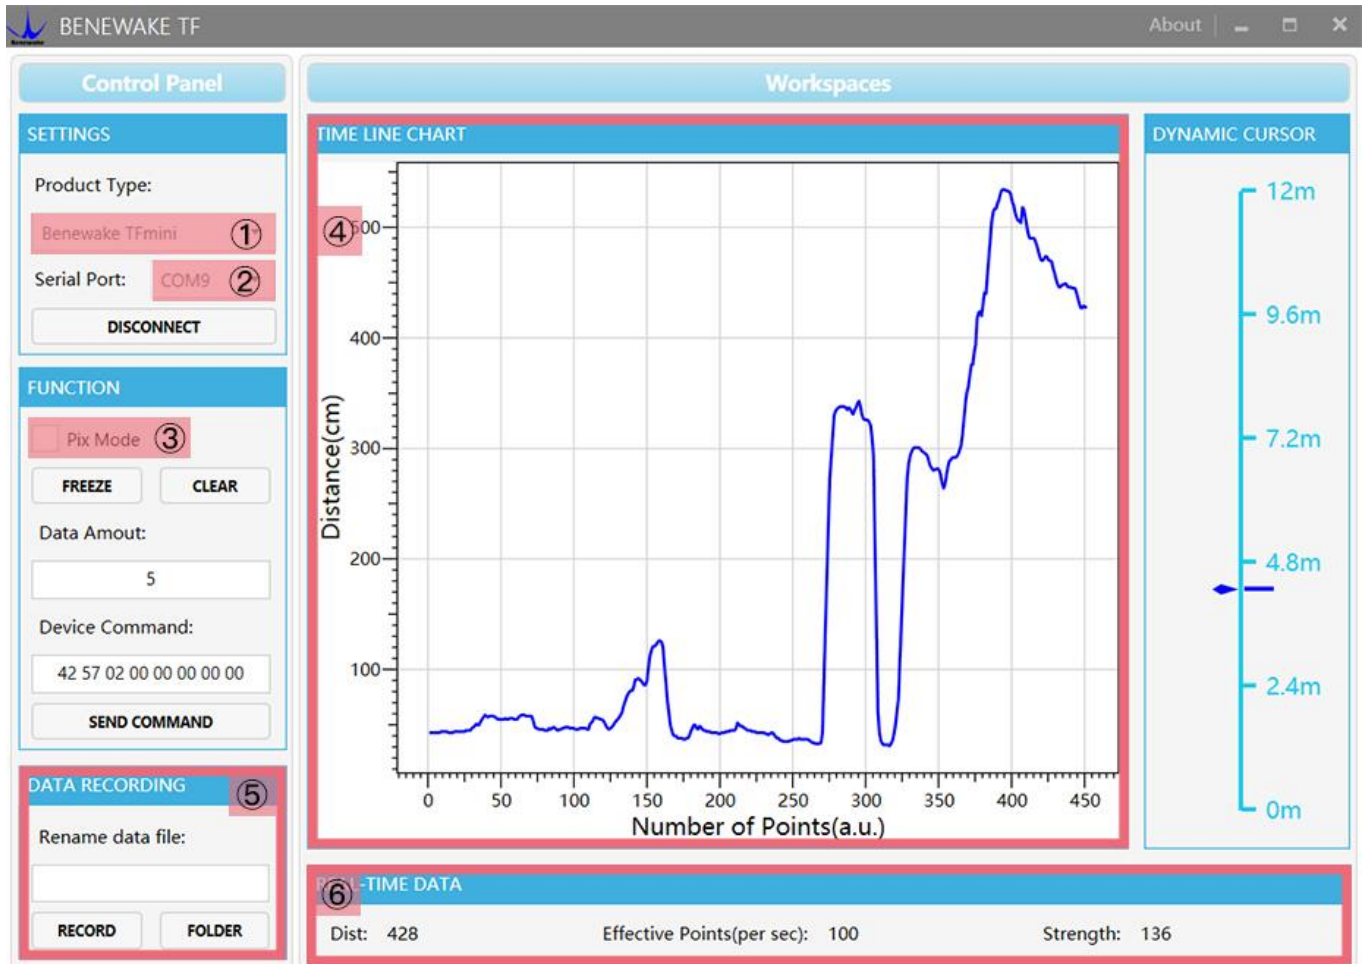 BENEWAKE TF
About
Benewake
Control Panel
Workspaces
SETTINGS
Product Type:
Benewake TFmini ①
Serial Port: COM9 ②
DISCONNECT
FUNCTION
Pix Mode ③
FREEZE CLEAR
Data Amout:
5
Device Command:
42 57 02 00 00 00 00 00
SEND COMMAND
DATA RECORDING ⑤
Rename data file:
RECORD FOLDER
TIME LINE CHART
④
500
400
300
200
100
Distance(cm)
0 50 100 150 200 250 300 350 400 450
Number of Points(a.u.)
DYNAMIC CURSOR
12m
9.6m
7.2m
4.8m
2.4m
0m
⑥ REAL-TIME DATA
Dist: 428 Effective Points(per sec): 100 Strength: 136